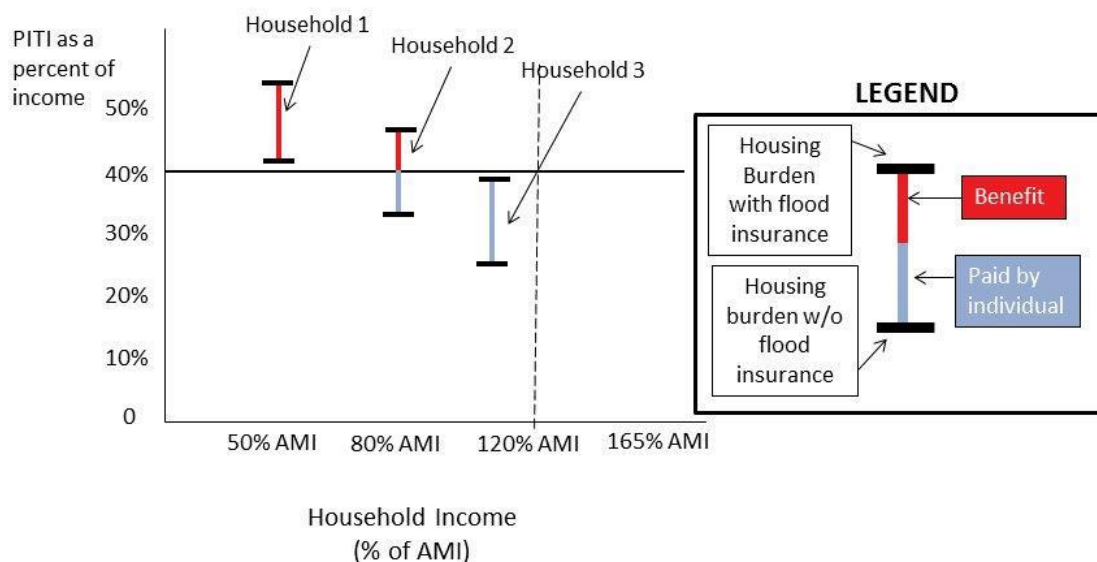 PITI as a
percent of
income
Household 1
Household 2
Household 3
50%
40%
30%
20%
10%
0
50% AMI
80% AMI
120% AMI
165% AMI
Household Income
(% of AMI)
LEGEND
Housing
Burden
with flood
insurance
Benefit
Housing
burden w/o
flood
insurance
Paid by
individual